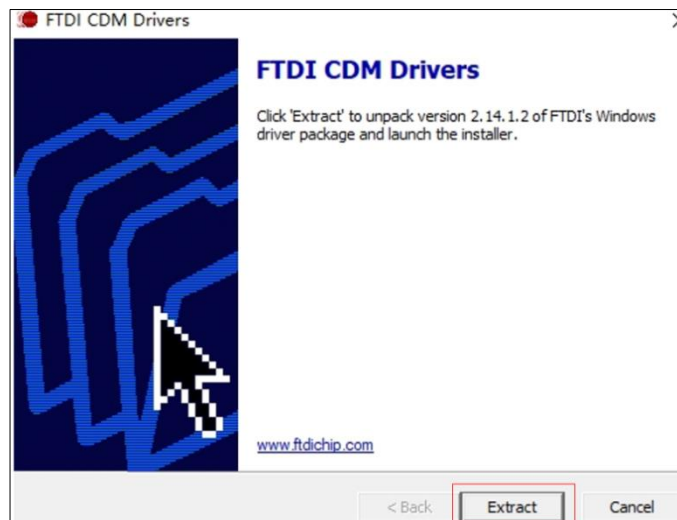 FTDI CDM Drivers
FTDI CDM Drivers
Click 'Extract' to unpack version 2.14.1.2 of FTDI's Windows
driver package and launch the installer.
www.ftdichip.com
< Back
Extract
Cancel